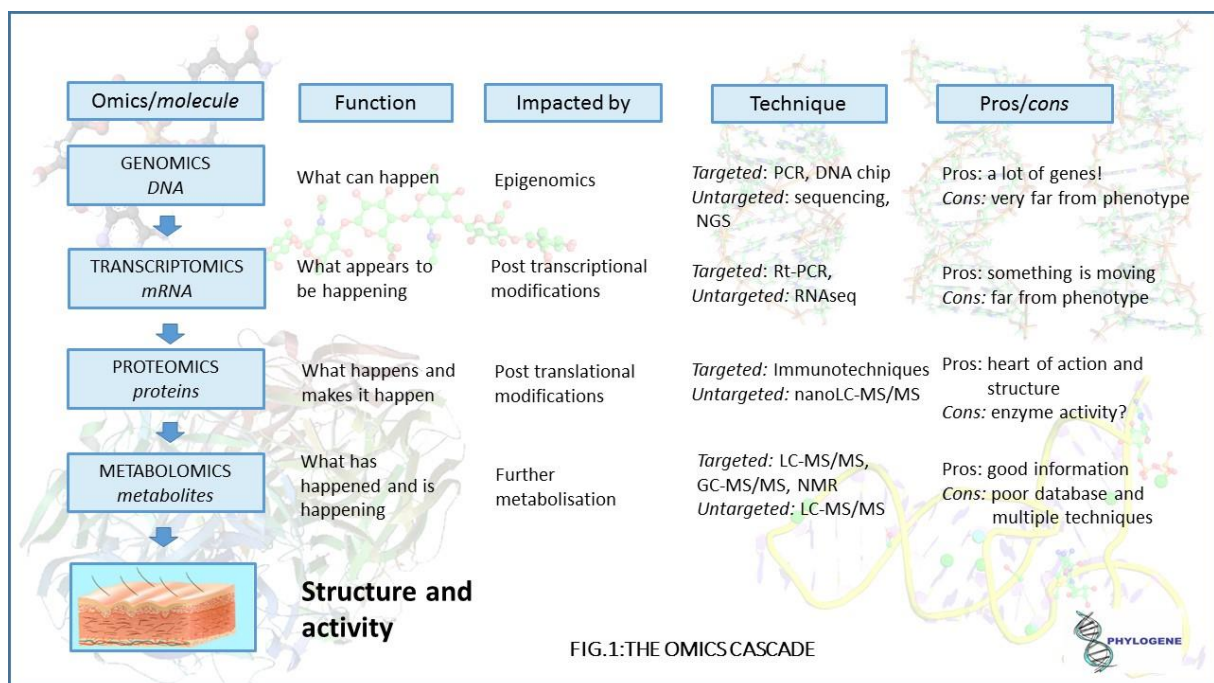 Omics/molecule
Function
Impacted by
Technique
Pros/cons
GENOMICS
DNA
What can happen
Epigenomics
Targeted: PCR, DNA chip
Untargeted: sequencing,
NGS
Pros: a lot of genes!
Cons: very far from phenotype
TRANSCRIPTOMICS
mRNA
What appears to
be happening
Post transcriptional
modifications
Targeted: Rt-PCR,
Untargeted: RNAseq
Pros: something is moving
Cons: far from phenotype
PROTEOMICS
proteins
What happens and
makes it happen
Post translational
modifications
Targeted: Immunotechniques
Untargeted: nanoLC-MS/MS
Pros: heart of action and
structure
Cons: enzyme activity?
METABOLOMICS
metabolites
What has
happened and is
happening
Further
metabolisation
Targeted: LC-MS/MS,
GC-MS/MS, NMR
Untargeted: LC-MS/MS
Pros: good information
Cons: poor database and
multiple techniques
Structure and
activity
FIG.1:THE OMICS CASCADE
PHYLOGENE